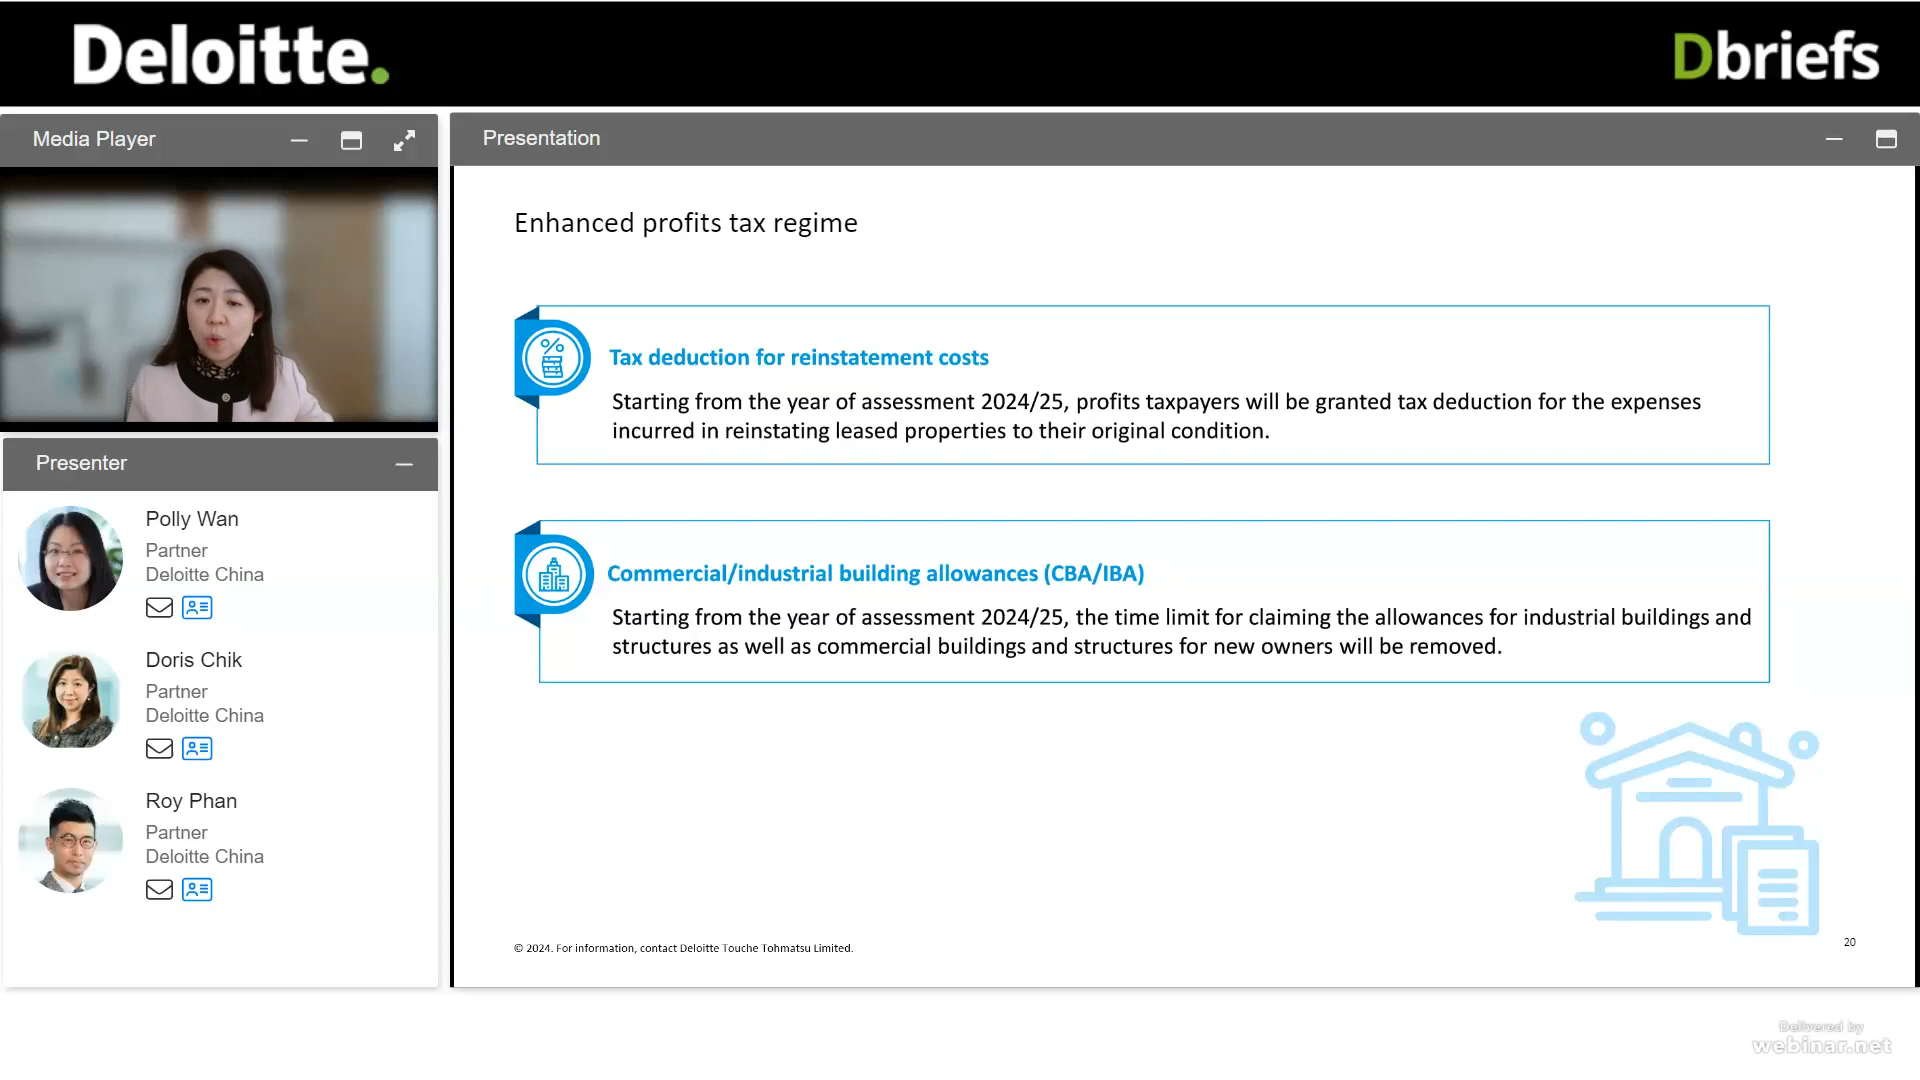 Deloitte.
Dbriefs
Media Player
Presentation
Enhanced profits tax regime
Tax deduction for reinstatement costs
Starting from the year of assessment 2024/25, profits taxpayers will be granted tax deduction for the expenses
incurred in reinstating leased properties to their original condition.
Presenter
Polly Wan
Partner
Deloitte China
Doris Chik
Partner
Deloitte China
Roy Phan
Partner
Deloitte China
Commercial/industrial building allowances (CBA/IBA)
Starting from the year of assessment 2024/25, the time limit for claiming the allowances for industrial buildings and
structures as well as commercial buildings and structures for new owners will be removed.
© 2024. For information, contact Deloitte Touche Tohmatsu Limited.
20
Delivered by
webinar.net